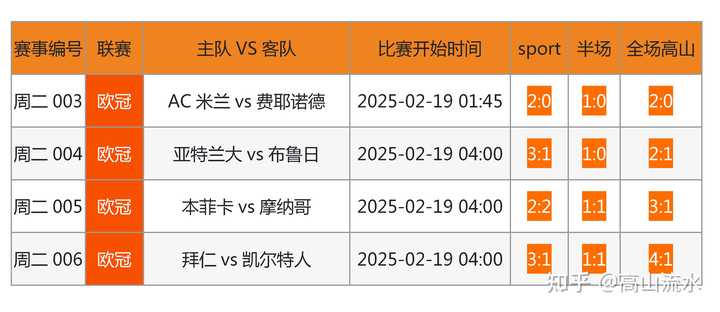 赛事编号 联赛 主队 VS 客队 比赛开始时间 sport 半场 全场高山
周二 003 欧冠 AC 米兰 vs 费耶诺德 2025-02-19 01:45 2:0 1:0 2:0
周二 004 欧冠 亚特兰大 vs 布鲁日 2025-02-19 04:00 3:1 1:0 2:1
周二 005 欧冠 本菲卡 vs 摩纳哥 2025-02-19 04:00 2:2 1:1 3:1
周二 006 欧冠 拜仁 vs 凯尔特人 2025-02-19 04:00 3:1 1:1 4:1
知乎 @高山流水